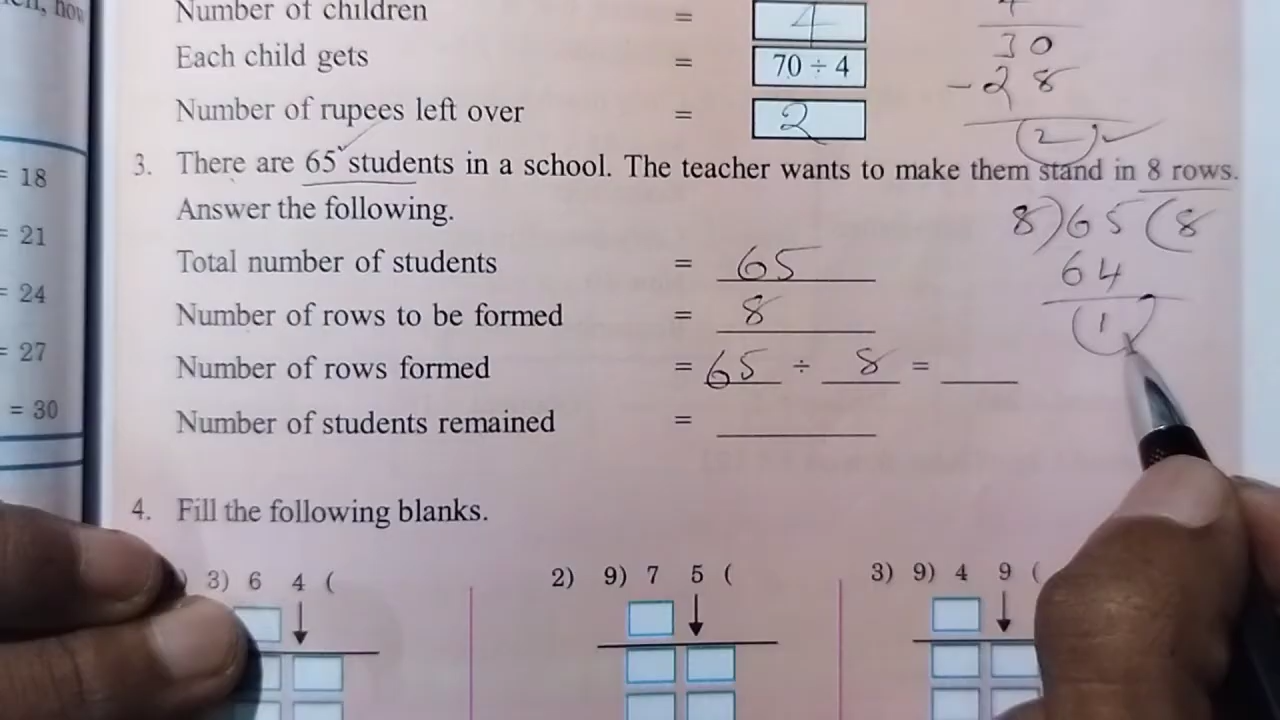 Number of children = 4
30
Each child gets = 70 ÷ 4
- 28
Number of rupees left over = 2
2
3. There are 65 students in a school. The teacher wants to make them stand in 8 rows.
Answer the following.
8)65(8
Total number of students = 65
64
Number of rows to be formed = 8
1
Number of rows formed = 65 ÷ 8 =
Number of students remained =
4. Fill the following blanks.
3) 6 4 (
2) 9) 7 5 (
3) 9) 4 9 (
= 18
= 21
= 24
= 27
= 30